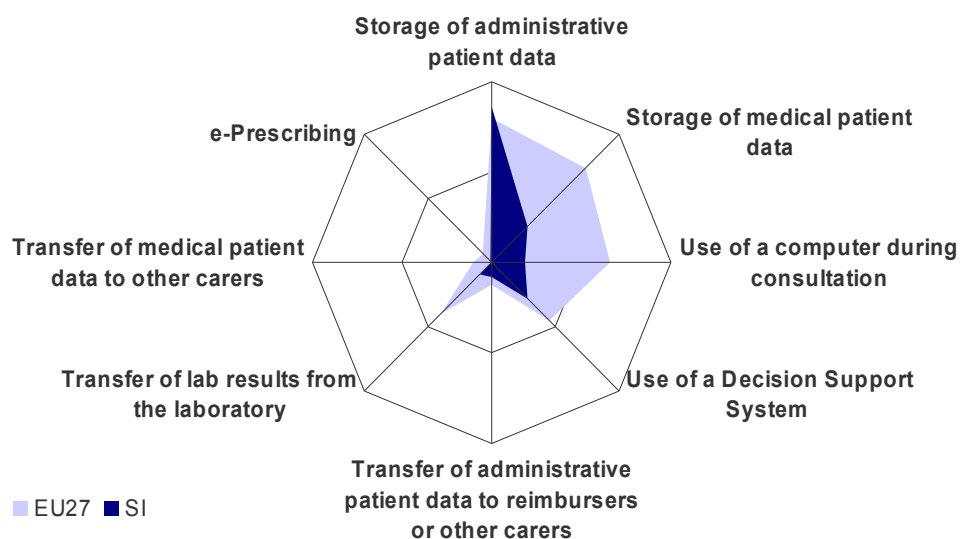 Storage of administrative
patient data
Storage of medical patient
data
e-Prescribing
Transfer of medical patient
data to other carers
Use of a computer during
consultation
Transfer of lab results from
the laboratory
Use of a Decision Support
System
Transfer of administrative
patient data to reimbursers
or other carers
EU27 SI